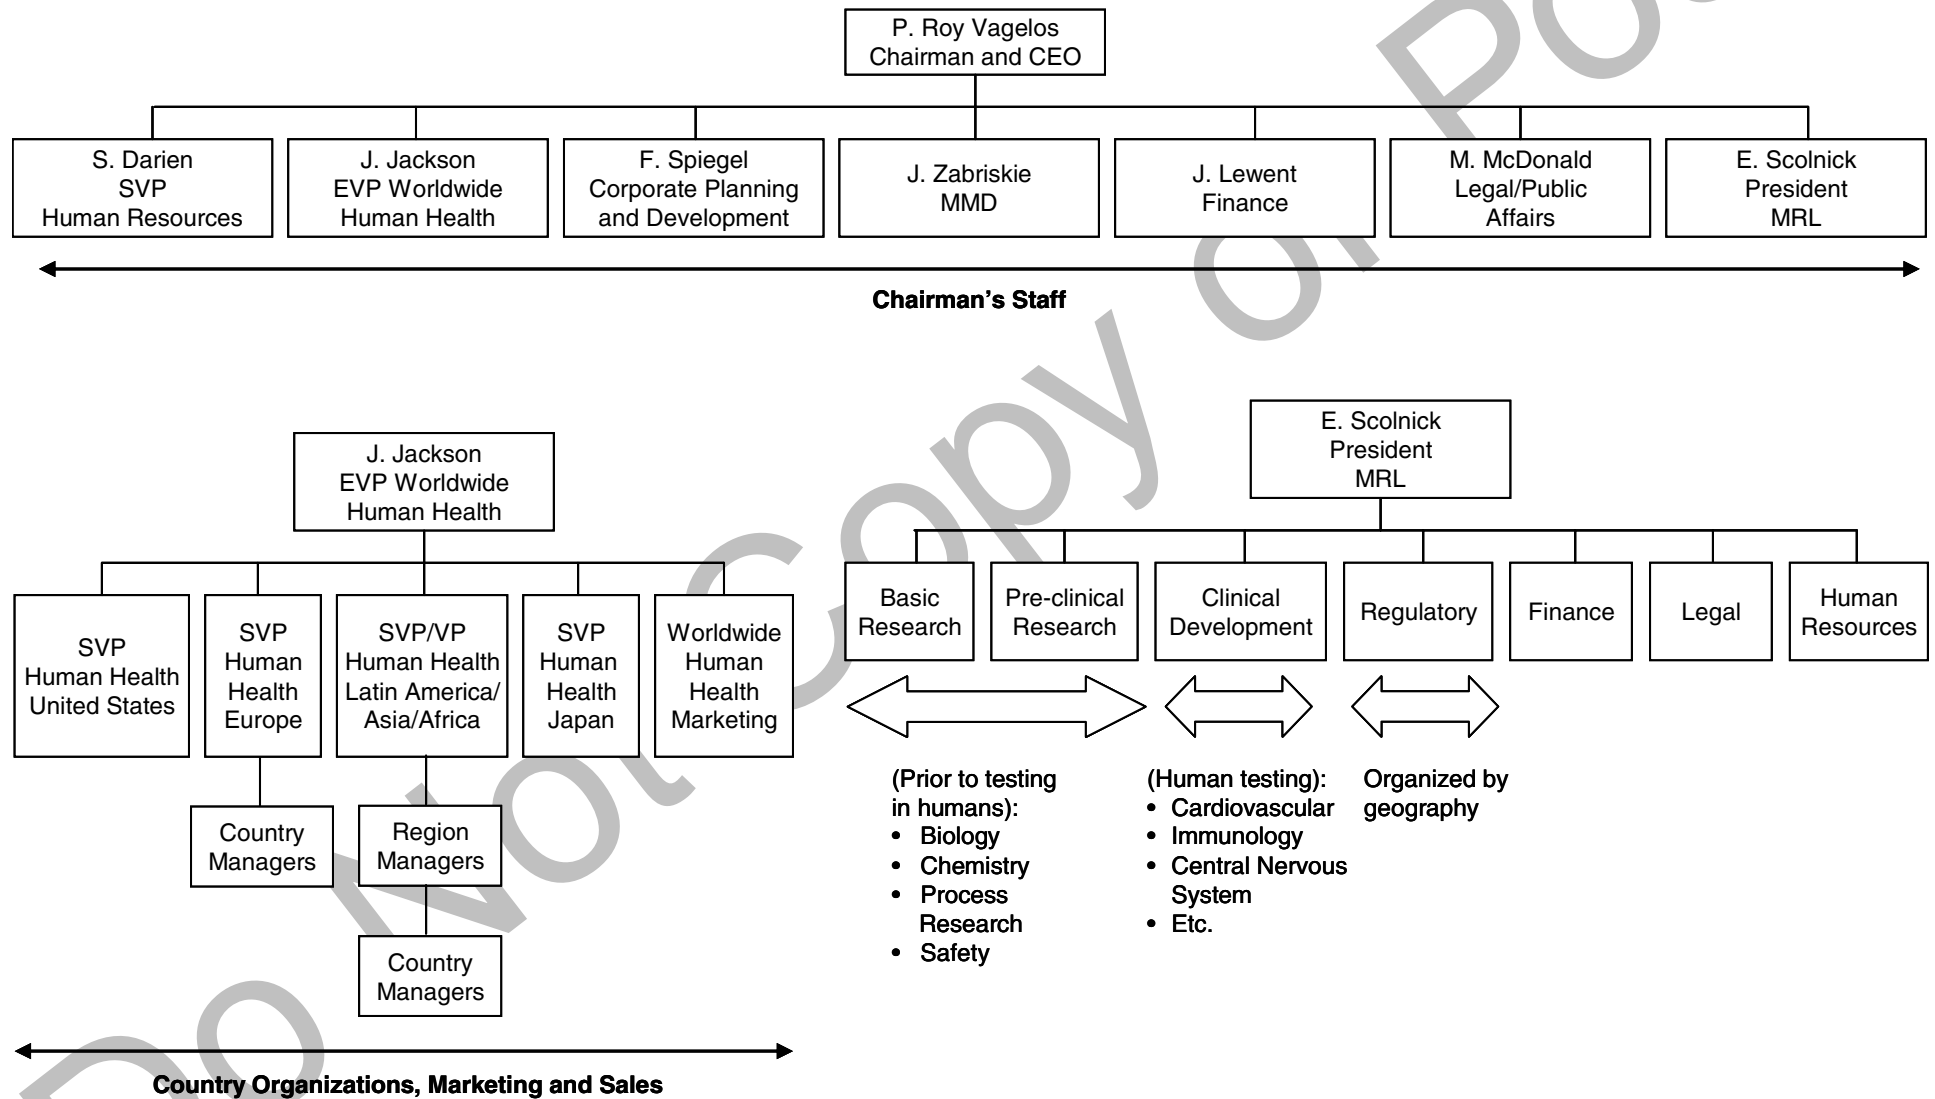 P. Roy Vagelos
Chairman and CEO
S. Darien
SVP
Human Resources
J. Jackson
EVP Worldwide
Human Health
F. Spiegel
Corporate Planning
and Development
J. Zabriskie
MMD
J. Lewent
Finance
M. McDonald
Legal/Public
Affairs
E. Scolnick
President
MRL
Chairman’s Staff
J. Jackson
EVP Worldwide
Human Health
SVP
Human Health
United States
SVP
Human
Health
Europe
SVP/VP
Human Health
Latin America/
Asia/Africa
SVP
Human
Health
Japan
Worldwide
Human
Health
Marketing
Country
Managers
Region
Managers
Country
Managers
Country Organizations, Marketing and Sales
E. Scolnick
President
MRL
Basic
Research
Pre-clinical
Research
Clinical
Development
Regulatory
Finance
Legal
Human
Resources
(Prior to testing
in humans):
• Biology
• Chemistry
• Process
Research
• Safety
(Human testing):
• Cardiovascular
• Immunology
• Central Nervous
System
• Etc.
Organized by
geography
Do Not Copy or Po